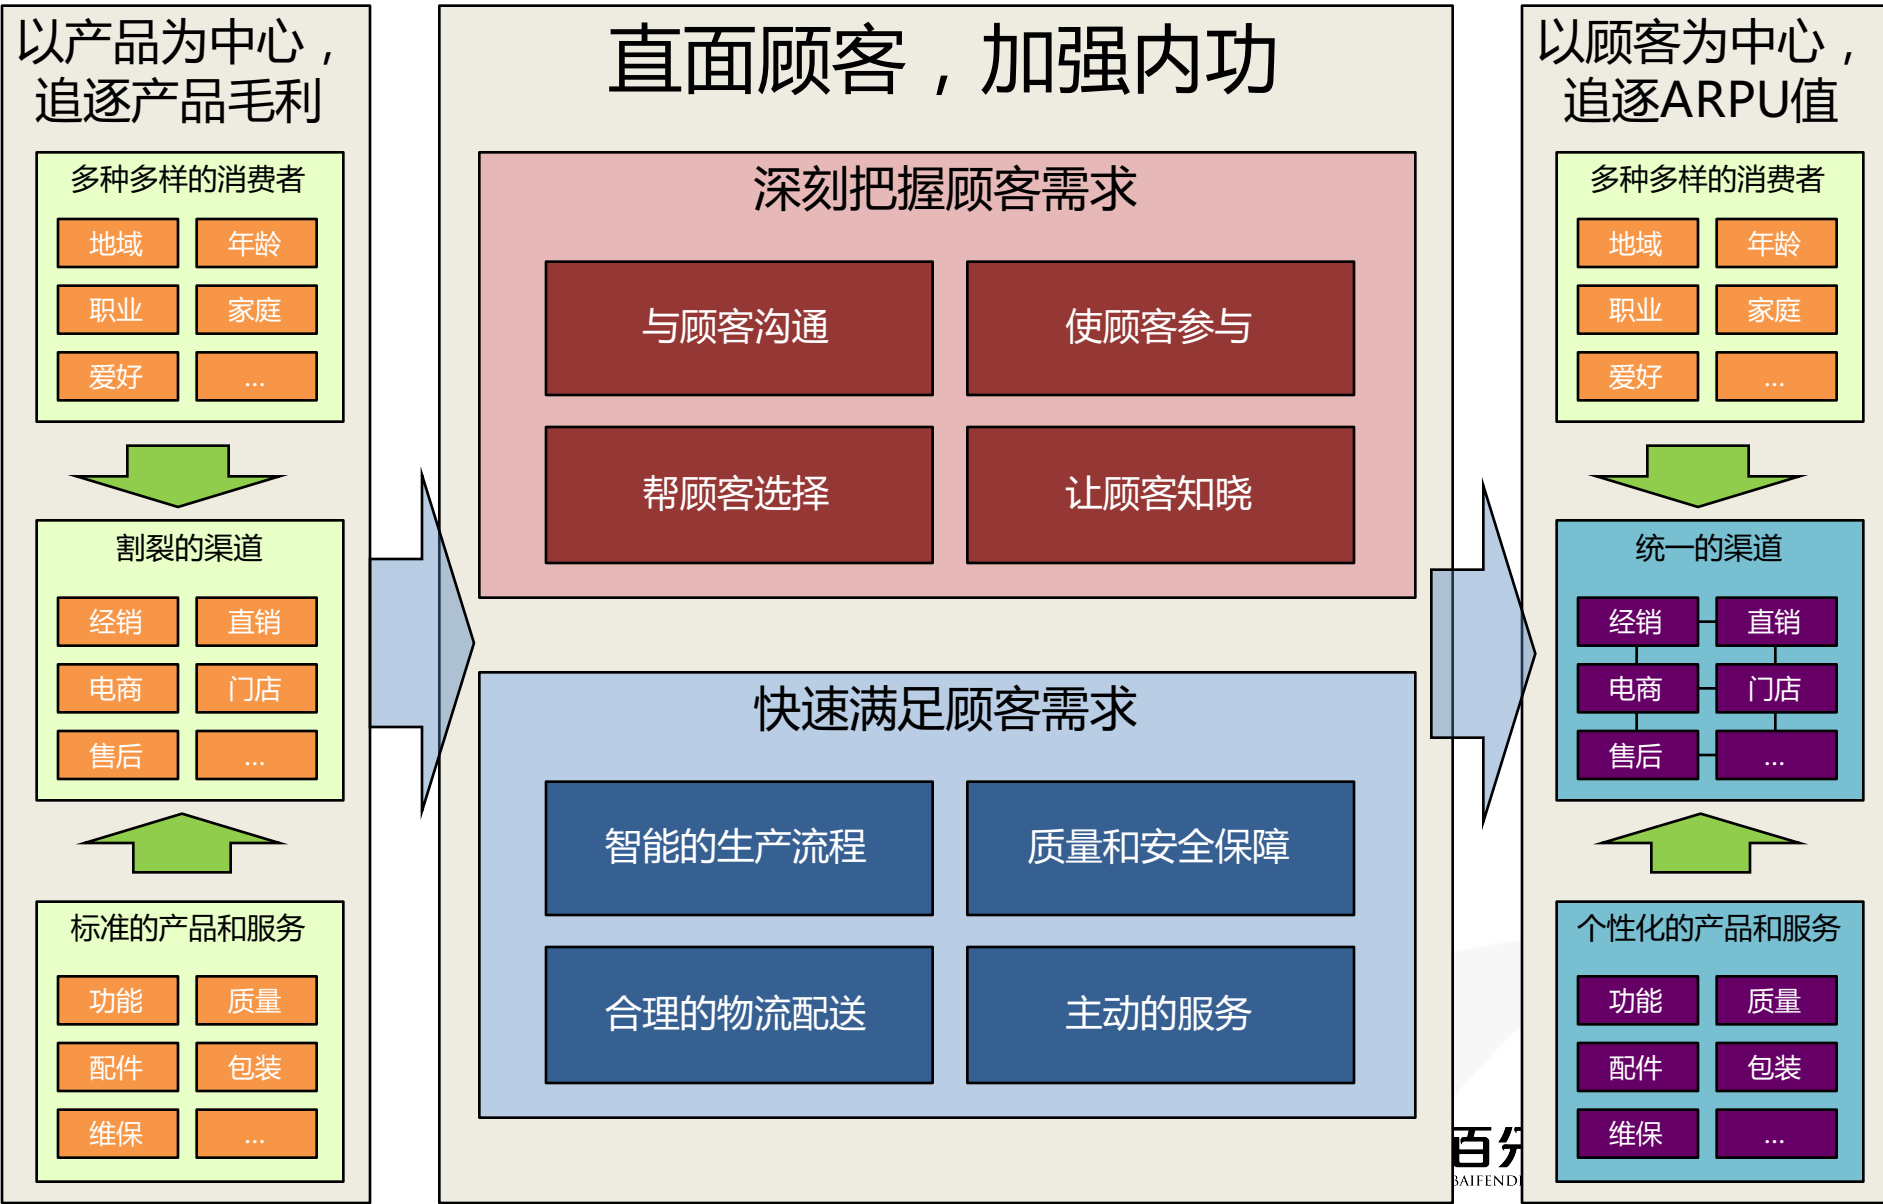 以产品为中心，
追逐产品毛利
多种多样的消费者
地域 年龄
职业 家庭
爱好 ...
割裂的渠道
经销 直销
电商 门店
售后 ...
标准的产品和服务
功能 质量
配件 包装
维保 ...
直面顾客，加强内功
深刻把握顾客需求
与顾客沟通 使顾客参与
帮顾客选择 让顾客知晓
快速满足顾客需求
智能的生产流程 质量和安全保障
合理的物流配送 主动的服务
以顾客为中心，
追逐ARPU值
多种多样的消费者
地域 年龄
职业 家庭
爱好 ...
统一的渠道
经销 直销
电商 门店
售后 ...
个性化的产品和服务
功能 质量
配件 包装
维保 ...
百分